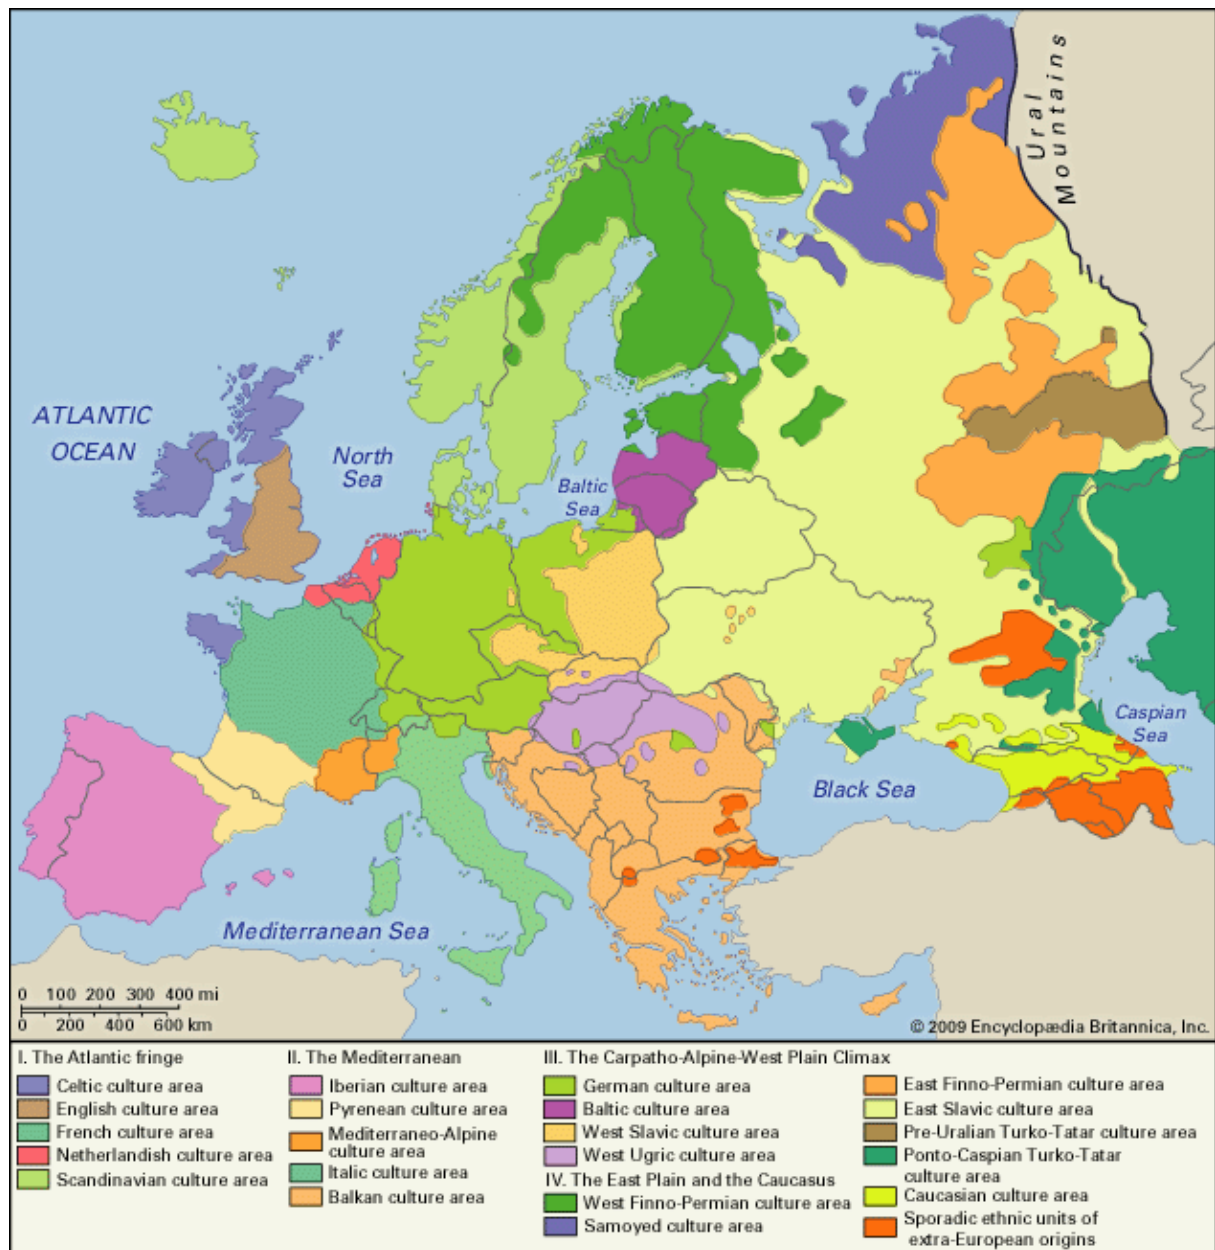 Ural
Mountains
ATLANTIC
OCEAN
North
Sea
Baltic
Sea
Caspian
Sea
Black Sea
Mediterranean Sea
0 100 200 300 400 mi
0 200 400 600 km
© 2009 Encyclopædia Britannica, Inc.
I. The Atlantic fringe
Celtic culture area
English culture area
French culture area
Netherlandish culture area
Scandinavian culture area
II. The Mediterranean
Iberian culture area
Pyrenean culture area
Mediterraneo-Alpine
culture area
Italic culture area
Balkan culture area
III. The Carpatho-Alpine-West Plain Climax
German culture area
Baltic culture area
West Slavic culture area
West Ugric culture area
IV. The East Plain and the Caucasus
West Finno-Permian culture area
Samoyed culture area
East Finno-Permian culture area
East Slavic culture area
Pre-Uralian Turko-Tatar culture area
Ponto-Caspian Turko-Tatar
culture area
Caucasian culture area
Sporadic ethnic units of
extra-European origins